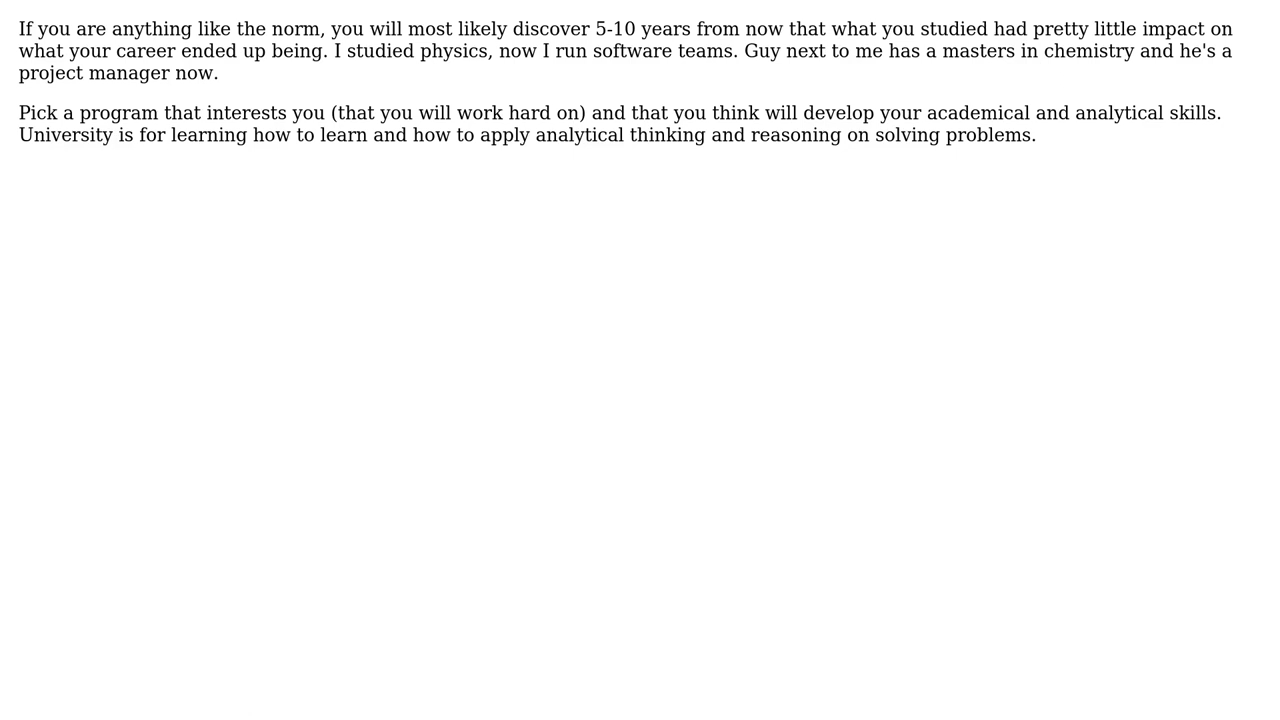 If you are anything like the norm, you will most likely discover 5-10 years from now that what you studied had pretty little impact on
what your career ended up being. I studied physics, now I run software teams. Guy next to me has a masters in chemistry and he's a
project manager now.
Pick a program that interests you (that you will work hard on) and that you think will develop your academical and analytical skills.
University is for learning how to learn and how to apply analytical thinking and reasoning on solving problems.